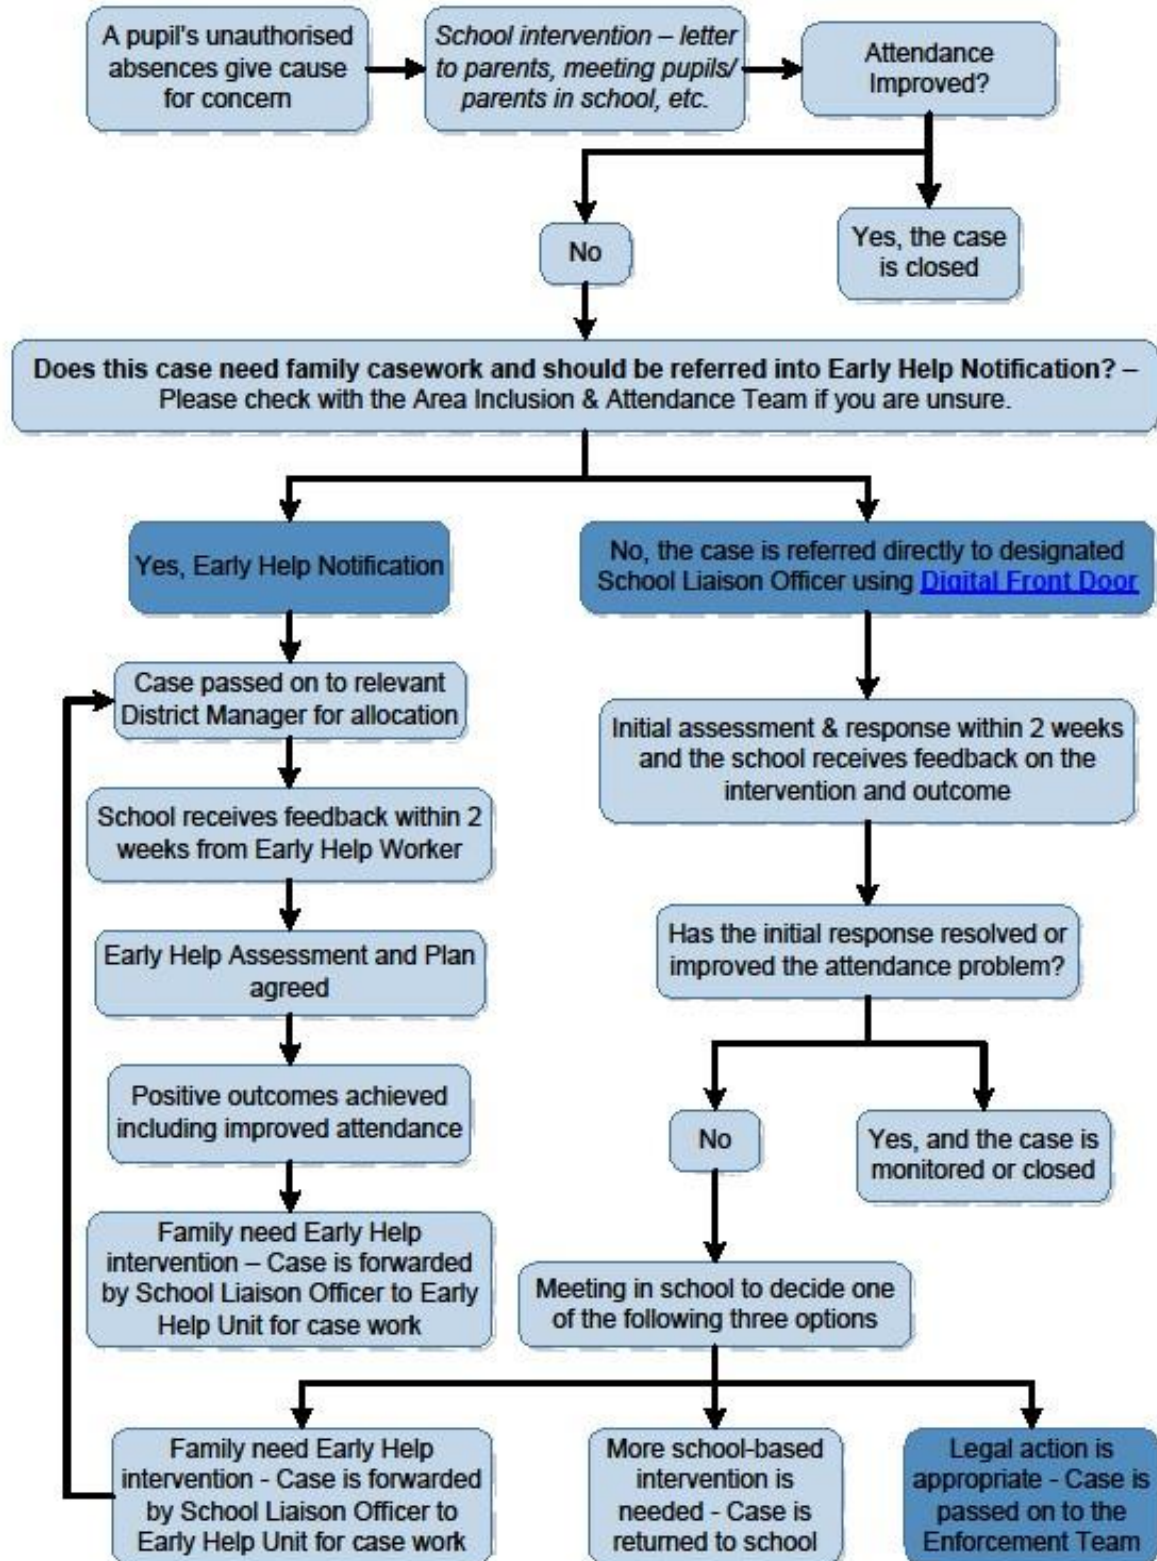 A pupil's unauthorised
absences give cause
for concern
School intervention – letter
to parents, meeting pupils/
parents in school, etc.
Attendance
Improved?
No
Yes, the case
is closed
Does this case need family casework and should be referred into Early Help Notification? –
Please check with the Area Inclusion & Attendance Team if you are unsure.
Yes, Early Help Notification
No, the case is referred directly to designated
School Liaison Officer using Digital Front Door
Case passed on to relevant
District Manager for allocation
School receives feedback within 2
weeks from Early Help Worker
Early Help Assessment and Plan
agreed
Positive outcomes achieved
including improved attendance
Family need Early Help
intervention – Case is forwarded
by School Liaison Officer to Early
Help Unit for case work
Initial assessment & response within 2 weeks
and the school receives feedback on the
intervention and outcome
Has the initial response resolved or
improved the attendance problem?
No
Yes, and the case is
monitored or closed
Meeting in school to decide one
of the following three options
Family need Early Help
intervention - Case is forwarded
by School Liaison Officer to
Early Help Unit for case work
More school-based
intervention is
needed - Case is
returned to school
Legal action is
appropriate - Case is
passed on to the
Enforcement Team